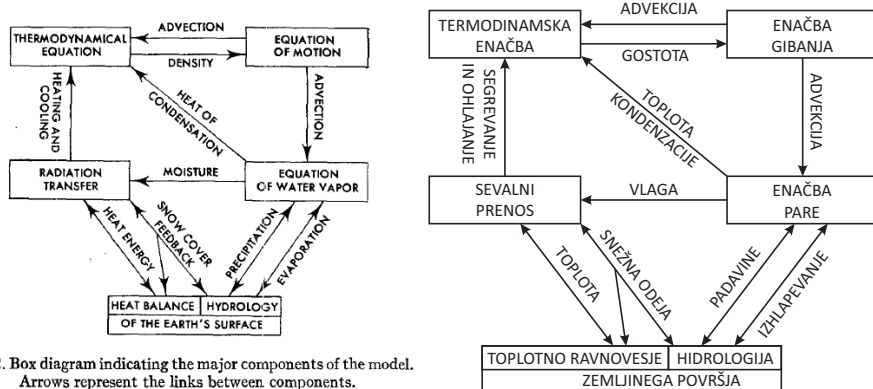 ADVECTION
THERMODYNAMICAL
EQUATION
EQUATION
OF MOTION
DENSITY
HEATING AND
COOLING
HEAT OF
CONDENSATION
ADVECTION
RADIATION
TRANSFER
MOISTURE
EQUATION
OF WATER VAPOR
HEAT ENERGY
SNOW COVER
FEEDBACK
PRECIPITATION
EVAPORATION
HEAT BALANCE
HYDROLOGY
OF THE EARTH'S SURFACE
. Box diagram indicating the major components of the model.
Arrows represent the links between components.
ADVEKCIJA
TERMODINAMSKA
ENAČBA
ENAČBA
GIBANJA
GOSTOTA
SEGREVANJE
IN OHLAJANJE
TOPLOTA
KONDENZACIJE
ADVEKCIJA
SEVALNI
PRENOS
VLAGA
ENAČBA
PARE
TOPLOTA
SNEŽNA ODEJA
PADAVINE
IZHLAPEVANJE
TOPLOTNO RAVNOVESJE
HIDROLOGIJA
ZEMLJINEGA POVRŠJA